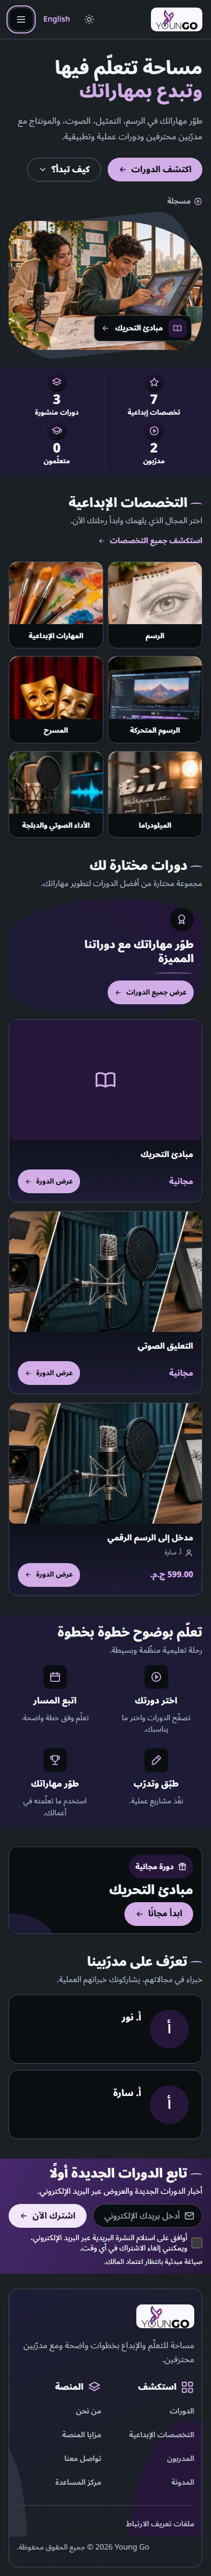 YOUNGO
English
مساحة تتعلّم فيها
وتبدع بمهاراتك
طوّر مهاراتك في الرسم، التمثيل، الصوت، والمونتاج مع
مدربين محترفين ودورات عملية وتطبيقية.
اكتشف الدورات
كيف تبدأ؟
مسجلة
مبادئ التحريك
7
تخصصات إبداعية
3
دورات منشورة
2
مدرّبون
0
متعلّمون
التخصصات الإبداعية
اختر المجال الذي يلهمك وابدأ رحلتك الآن.
استكشف جميع التخصصات
الرسم
المهارات الإبداعية
الرسوم المتحركة
المسرح
الميلودراما
الأداء الصوتي والدبلجة
دورات مختارة لك
مجموعة مختارة من أفضل الدورات لتطوير مهاراتك.
طوّر مهاراتك مع دوراتنا
المميزة
عرض جميع الدورات
مبادئ التحريك
مجانية
عرض الدورة
التعليق الصوتي
مجانية
عرض الدورة
مدخل إلى الرسم الرقمي
أ. سارة
599.00 ج.م.
عرض الدورة
تعلّم بوضوح خطوة بخطوة
رحلة تعليمية منظّمة وبسيطة.
اختر دورتك
تصفّح الدورات واختر ما
يناسبك.
اتبع المسار
تعلّم وفق خطة واضحة.
طبّق وتدرّب
نفّذ مشاريع عملية.
طوّر مهاراتك
استخدم ما تعلّمته في
أعمالك.
دورة مجانية
مبادئ التحريك
ابدأ مجانًا
تعرّف على مدرّبينا
خبراء في مجالاتهم، يشاركونك خبراتهم العملية.
أ
أ. نور
أ
أ. سارة
تابع الدورات الجديدة أولًا
أخبار الدورات الجديدة والعروض عبر البريد الإلكتروني.
أدخل بريدك الإلكتروني
اشترك الآن
أوافق على استلام النشرة البريدية عبر البريد الإلكتروني،
ويمكنني إلغاء الاشتراك في أي وقت.
صياغة مبدئية بانتظار اعتماد المالك.
YOUNGO
مساحة للتعلّم والإبداع بخطوات واضحة ومع مدرّبين
محترفين.
استكشف
الدورات
التخصصات الإبداعية
المدربون
المدونة
المنصة
من نحن
مزايا المنصة
تواصل معنا
مركز المساعدة
ملفات تعريف الارتباط
© 2026 Young Go جميع الحقوق محفوظة.